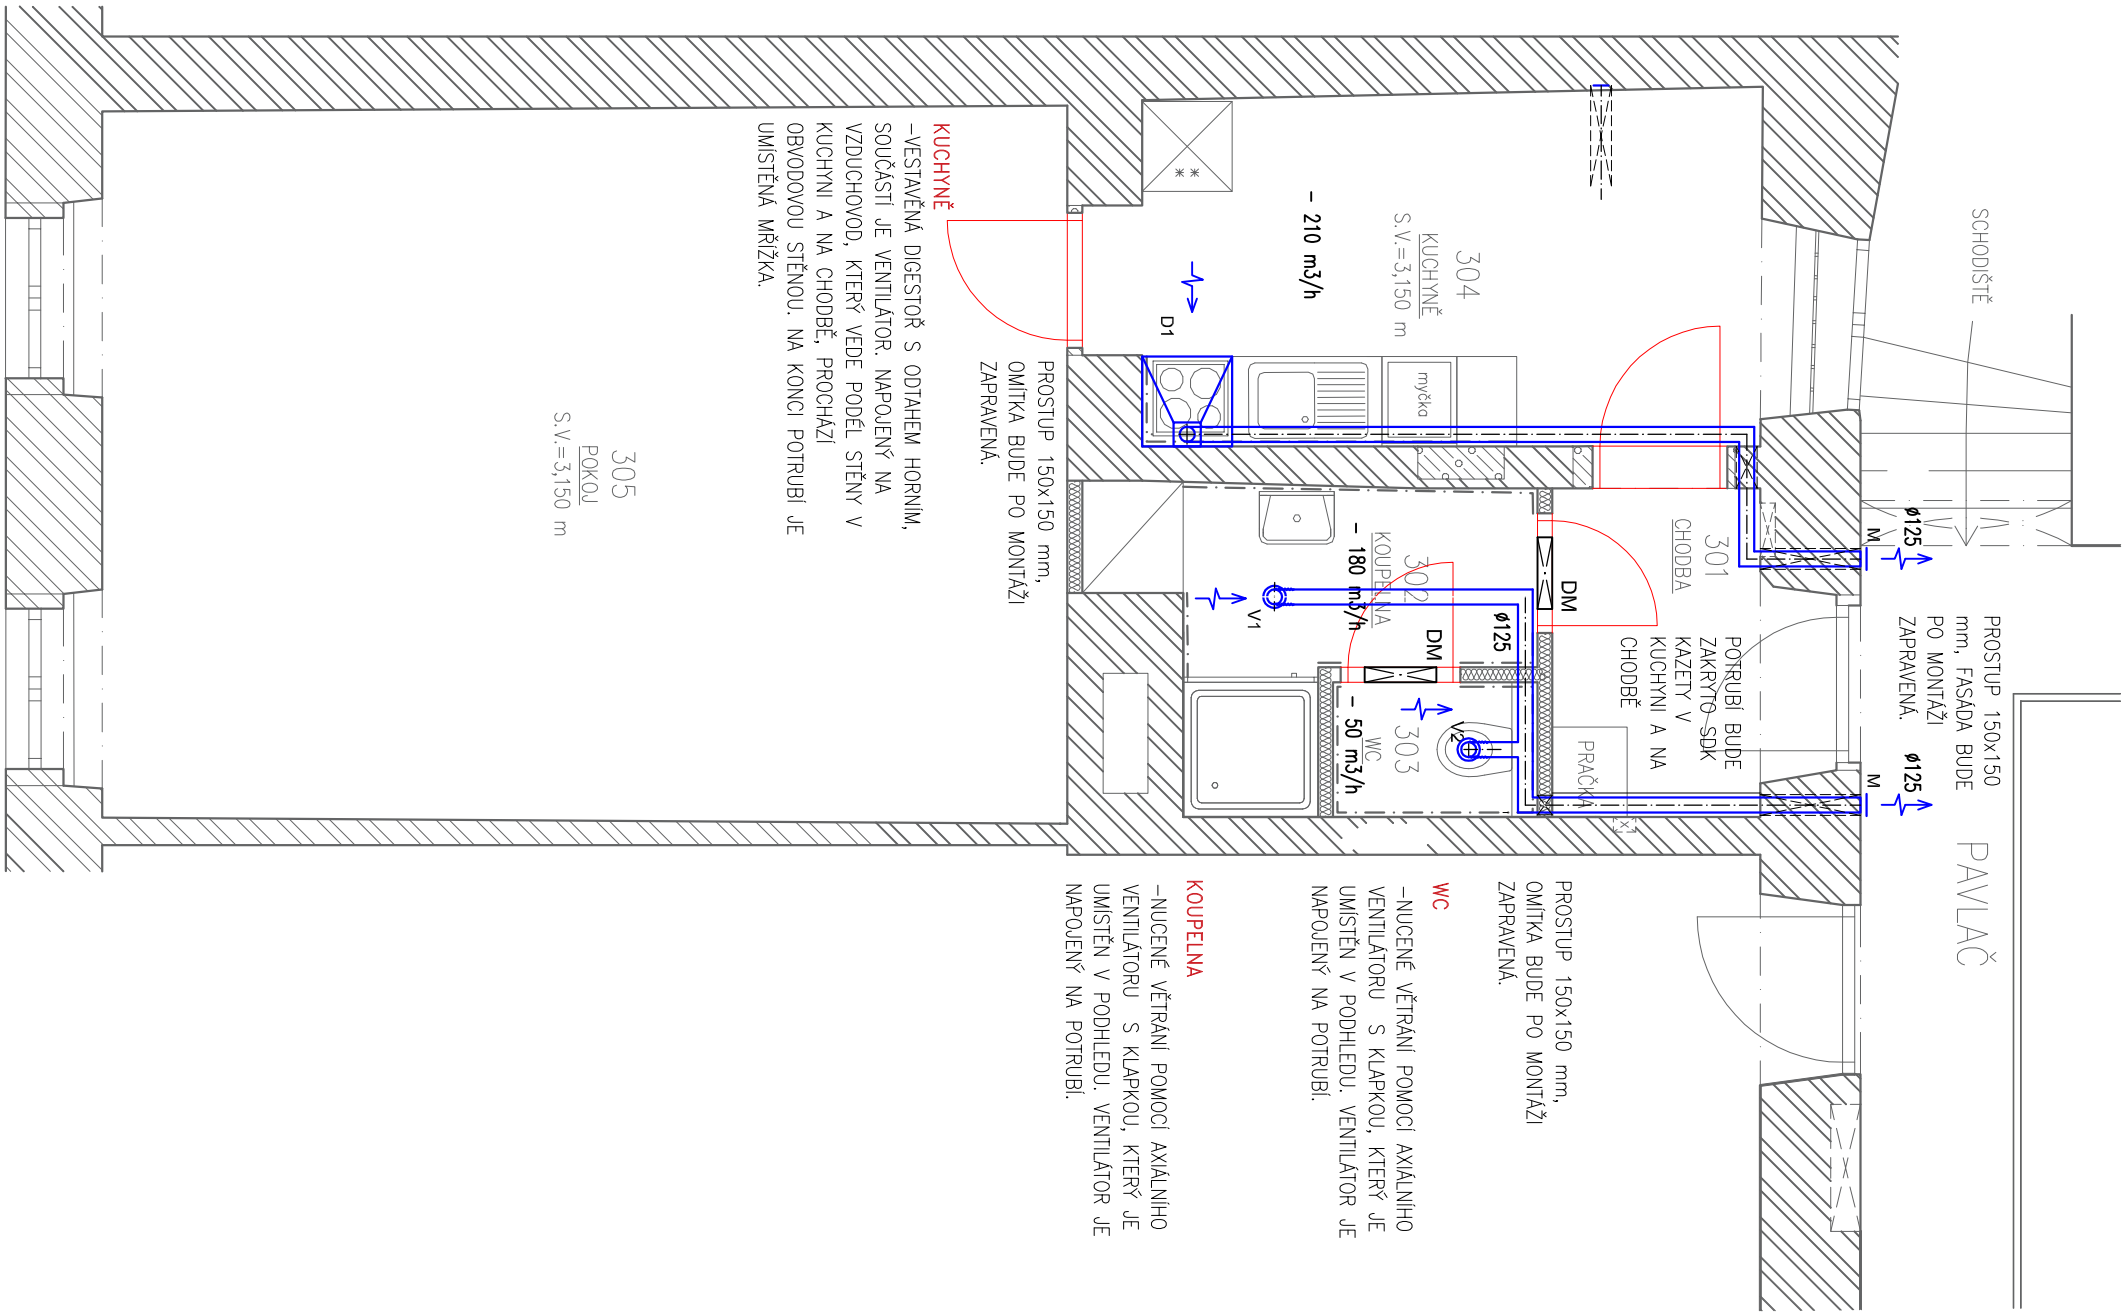 SCHODIŠTĚ
PAVLAČ
PROSTUP 150x150
mm, FASÁDA BUDE
PO MONTÁŽI
ZAPRAVENÁ.
ø125
M
ø125
M
304
KUCHYNĚ
S.V.=3,150 m
- 210 m3/h
D1
myčka
301
CHODBA
DM
POTRUBÍ BUDE
ZAKRYTO SDK
KAZETY V
KUCHYNI A NA
CHODBĚ
PRAČKA
302
KOUPELNA
- 180 m3/h
V1
ø125
DM
303
WC
- 50 m3/h
V2
305
POKOJ
S.V.=3,150 m
PROSTUP 150x150 mm,
OMÍTKA BUDE PO MONTÁŽI
ZAPRAVENÁ.
KUCHYNĚ
-VESTAVĚNÁ DIGESTOŘ S ODTAHEM HORNÍM,
SOUČÁSTÍ JE VENTILÁTOR. NAPOJENÝ NA
VZDUCHOVOD, KTERÝ VEDE PODÉL STĚNY V
KUCHYNI A NA CHODBĚ, PROCHÁZÍ
OBVODOVOU STĚNOU. NA KONCI POTRUBÍ JE
UMÍSTĚNÁ MŘÍŽKA.
PROSTUP 150x150 mm,
OMÍTKA BUDE PO MONTÁŽI
ZAPRAVENÁ.
WC
-NUCENÉ VĚTRÁNÍ POMOCÍ AXIÁLNÍHO
VENTILÁTORU S KLAPKOU, KTERÝ JE
UMÍSTĚN V PODHLEDU. VENTILÁTOR JE
NAPOJENÝ NA POTRUBÍ.
KOUPELNA
-NUCENÉ VĚTRÁNÍ POMOCÍ AXIÁLNÍHO
VENTILÁTORU S KLAPKOU, KTERÝ JE
UMÍSTĚN V PODHLEDU. VENTILÁTOR JE
NAPOJENÝ NA POTRUBÍ.